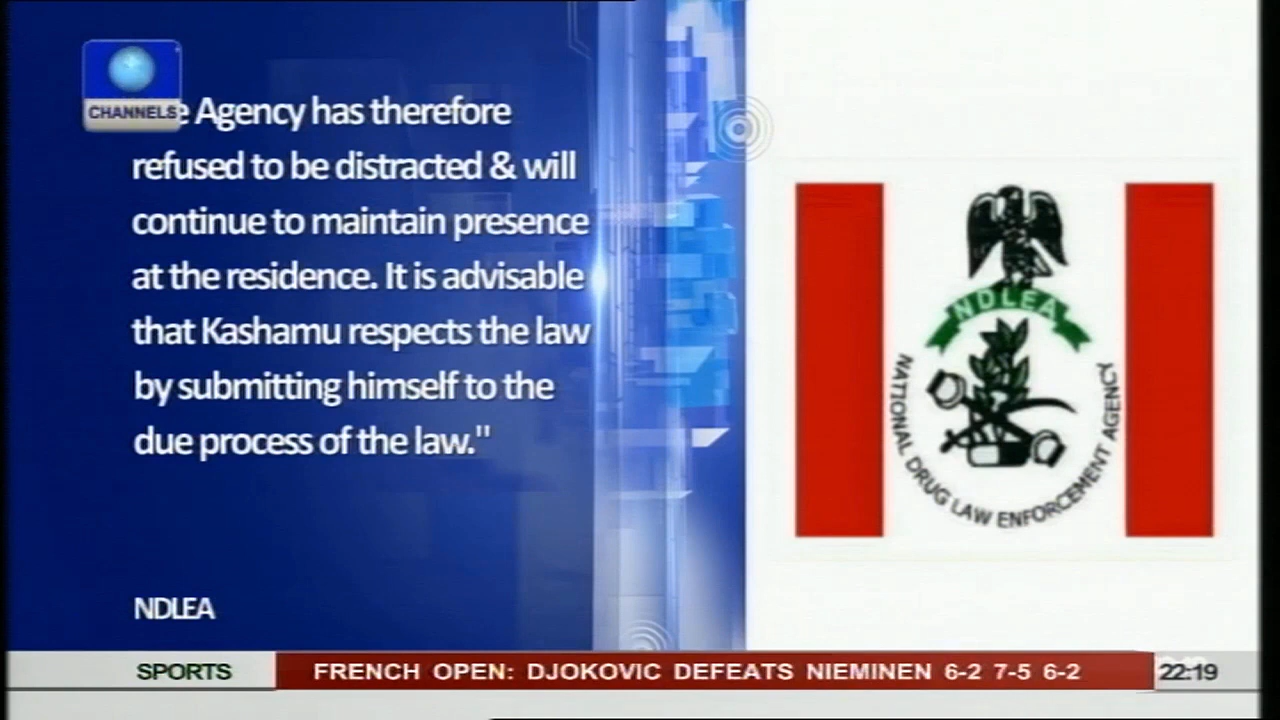 CHANNELS
e Agency has therefore
refused to be distracted & will
continue to maintain presence
at the residence. It is advisable
that Kashamu respects the law
by submitting himself to the
due process of the law."
NDLEA
NDLEA
NATIONAL DRUG LAW ENFORCEMENT AGENCY
SPORTS
FRENCH OPEN: DJOKOVIC DEFEATS NIEMINEN 6-2 7-5 6-2
22:19